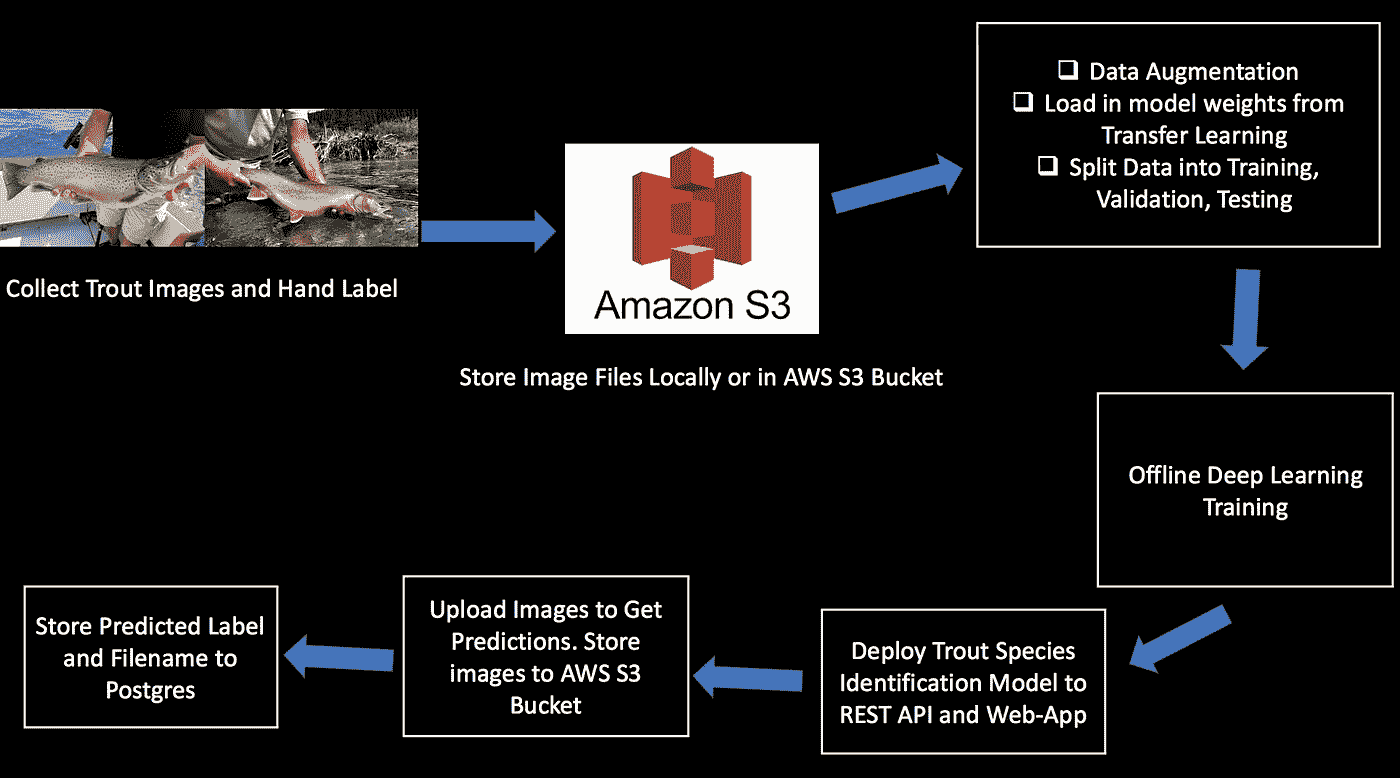 Collect Trout Images and Hand Label
Amazon S3
Store Image Files Locally or in AWS S3 Bucket
❑ Data Augmentation
❑ Load in model weights from
Transfer Learning
❑ Split Data into Training,
Validation, Testing
Offline Deep Learning
Training
Deploy Trout Species
Identification Model to
REST API and Web-App
Upload Images to Get
Predictions. Store
images to AWS S3
Bucket
Store Predicted Label
and Filename to
Postgres